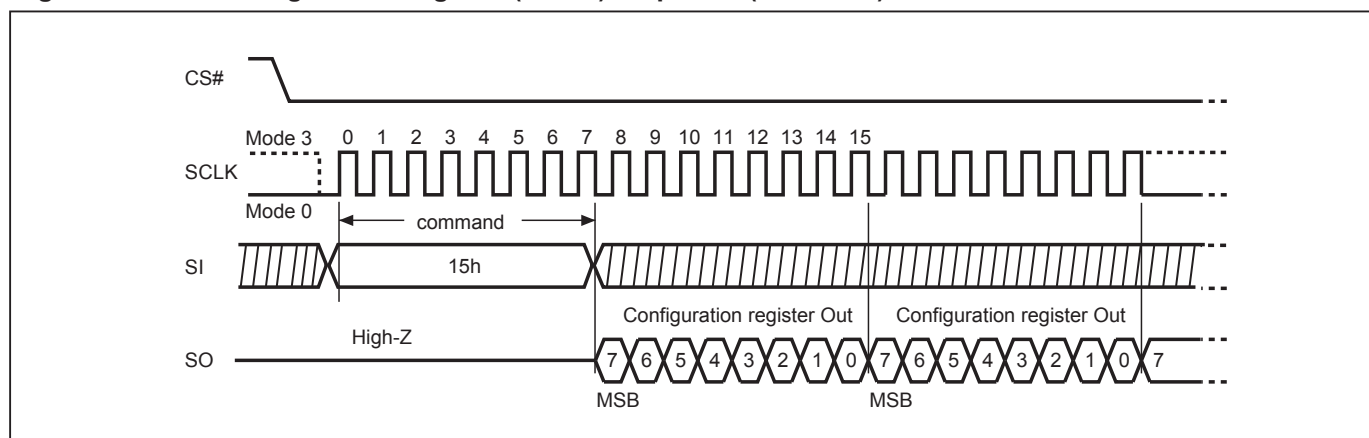 CS#
Mode 3
0 1 2 3 4 5 6 7 8 9 10 11 12 13 14 15
SCLK
Mode 0
command
SI
15h
Configuration register Out Configuration register Out
High-Z
SO
7 6 5 4 3 2 1 0 7 6 5 4 3 2 1 0 7
MSB MSB